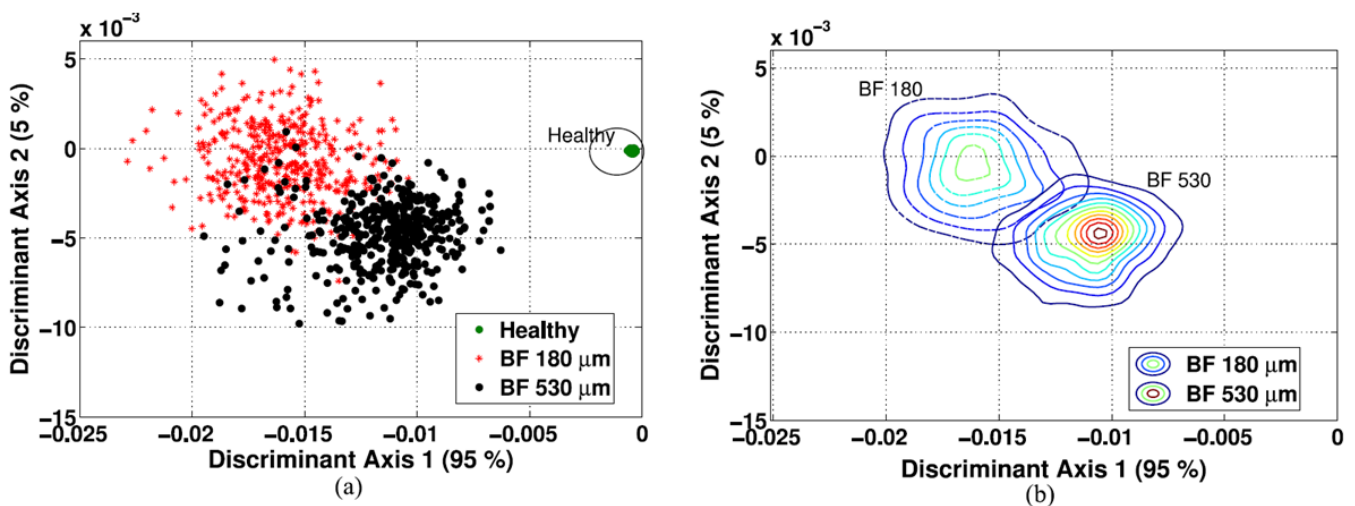 x 10⁻³
5
0
−5
−10
−15
−0.025
−0.02
−0.015
−0.01
−0.005
0
Discriminant Axis 2 (5 %)
Discriminant Axis 1 (95 %)
Healthy
Healthy
BF 180 μm
BF 530 μm
(a)
x 10⁻³
5
0
−5
−10
−15
−0.025
−0.02
−0.015
−0.01
−0.005
0
Discriminant Axis 2 (5 %)
Discriminant Axis 1 (95 %)
BF 180
BF 530
BF 180 μm
BF 530 μm
(b)